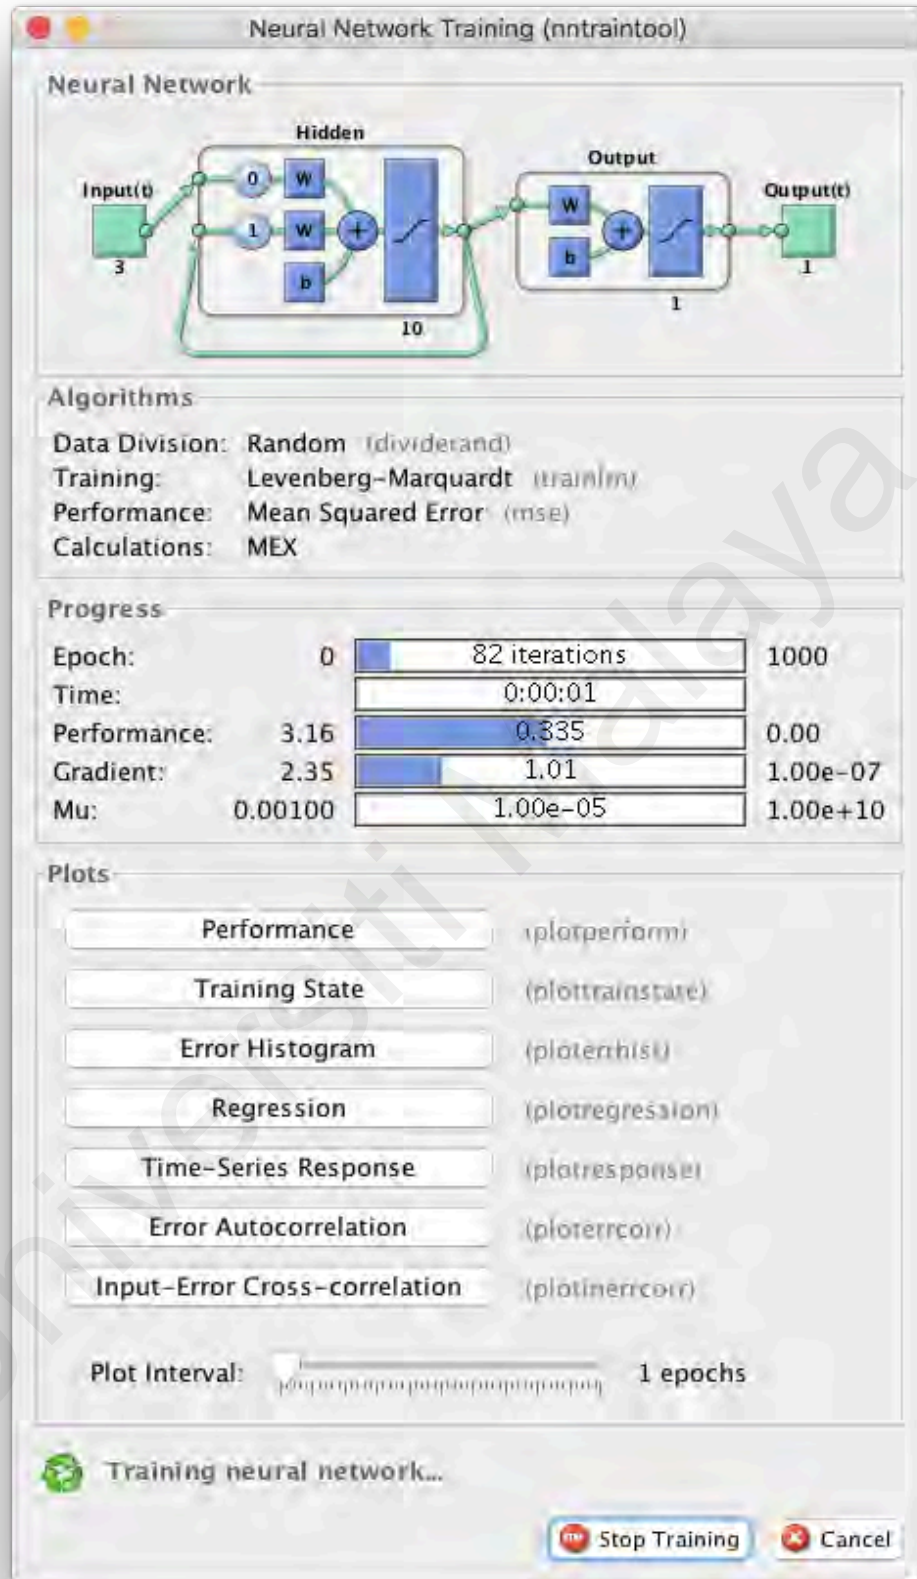 Neural Network Training (nntraintool)
Neural Network
Hidden
Output
Input(t)
Output(t)
0 W
1 W
b
+
W
b
+
3
10
1
1
Algorithms
Data Division: Random (dividerand)
Training: Levenberg-Marquardt (trainlm)
Performance: Mean Squared Error (mse)
Calculations: MEX
Progress
Epoch: 0 82 iterations 1000
Time: 0:00:01
Performance: 3.16 0.335 0.00
Gradient: 2.35 1.01 1.00e-07
Mu: 0.00100 1.00e-05 1.00e+10
Plots
Performance (plotperform)
Training State (plottrainstate)
Error Histogram (ploterrhist)
Regression (plotregression)
Time-Series Response (plotresponse)
Error Autocorrelation (ploterrcorr)
Input-Error Cross-correlation (plotinerrcorr)
Plot Interval: 1 epochs
Training neural network...
Stop Training Cancel
Universiti Malaya